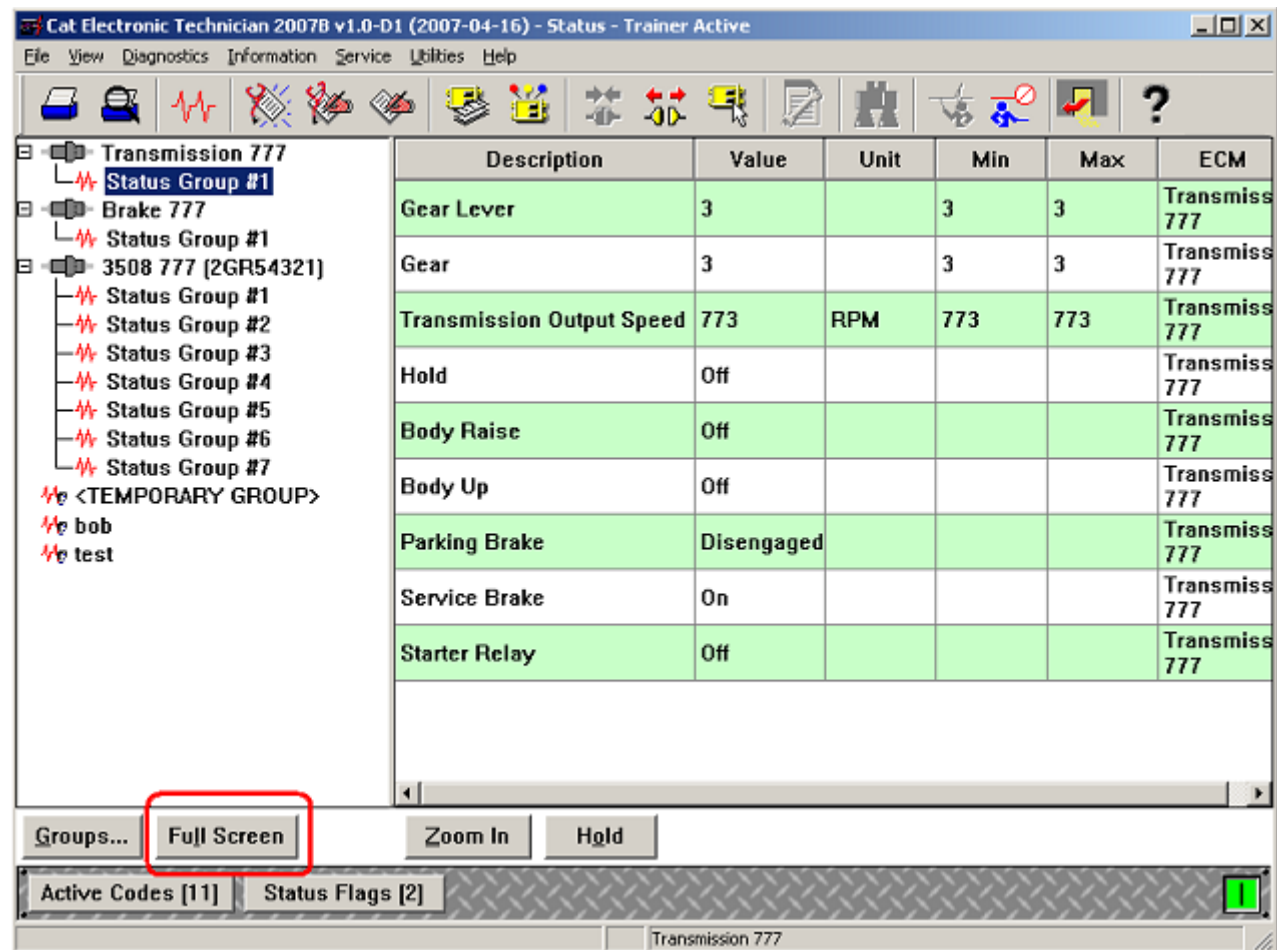 Cat Electronic Technician 2007B v1.0-D1 (2007-04-16) - Status - Trainer Active
File View Diagnostics Information Service Utilities Help
?
Transmission 777
Status Group #1
Brake 777
Status Group #1
3508 777 (2GR54321)
Status Group #1
Status Group #2
Status Group #3
Status Group #4
Status Group #5
Status Group #6
Status Group #7
<TEMPORARY GROUP>
bob
test
Description Value Unit Min Max ECM
Gear Lever 3 3 3 Transmiss
777
Gear 3 3 3 Transmiss
777
Transmission Output Speed 773 RPM 773 773 Transmiss
777
Hold Off Transmiss
777
Body Raise Off Transmiss
777
Body Up Off Transmiss
777
Parking Brake Disengaged Transmiss
777
Service Brake On Transmiss
777
Starter Relay Off Transmiss
777
Groups... Full Screen Zoom In Hold
Active Codes [11] Status Flags [2]
Transmission 777